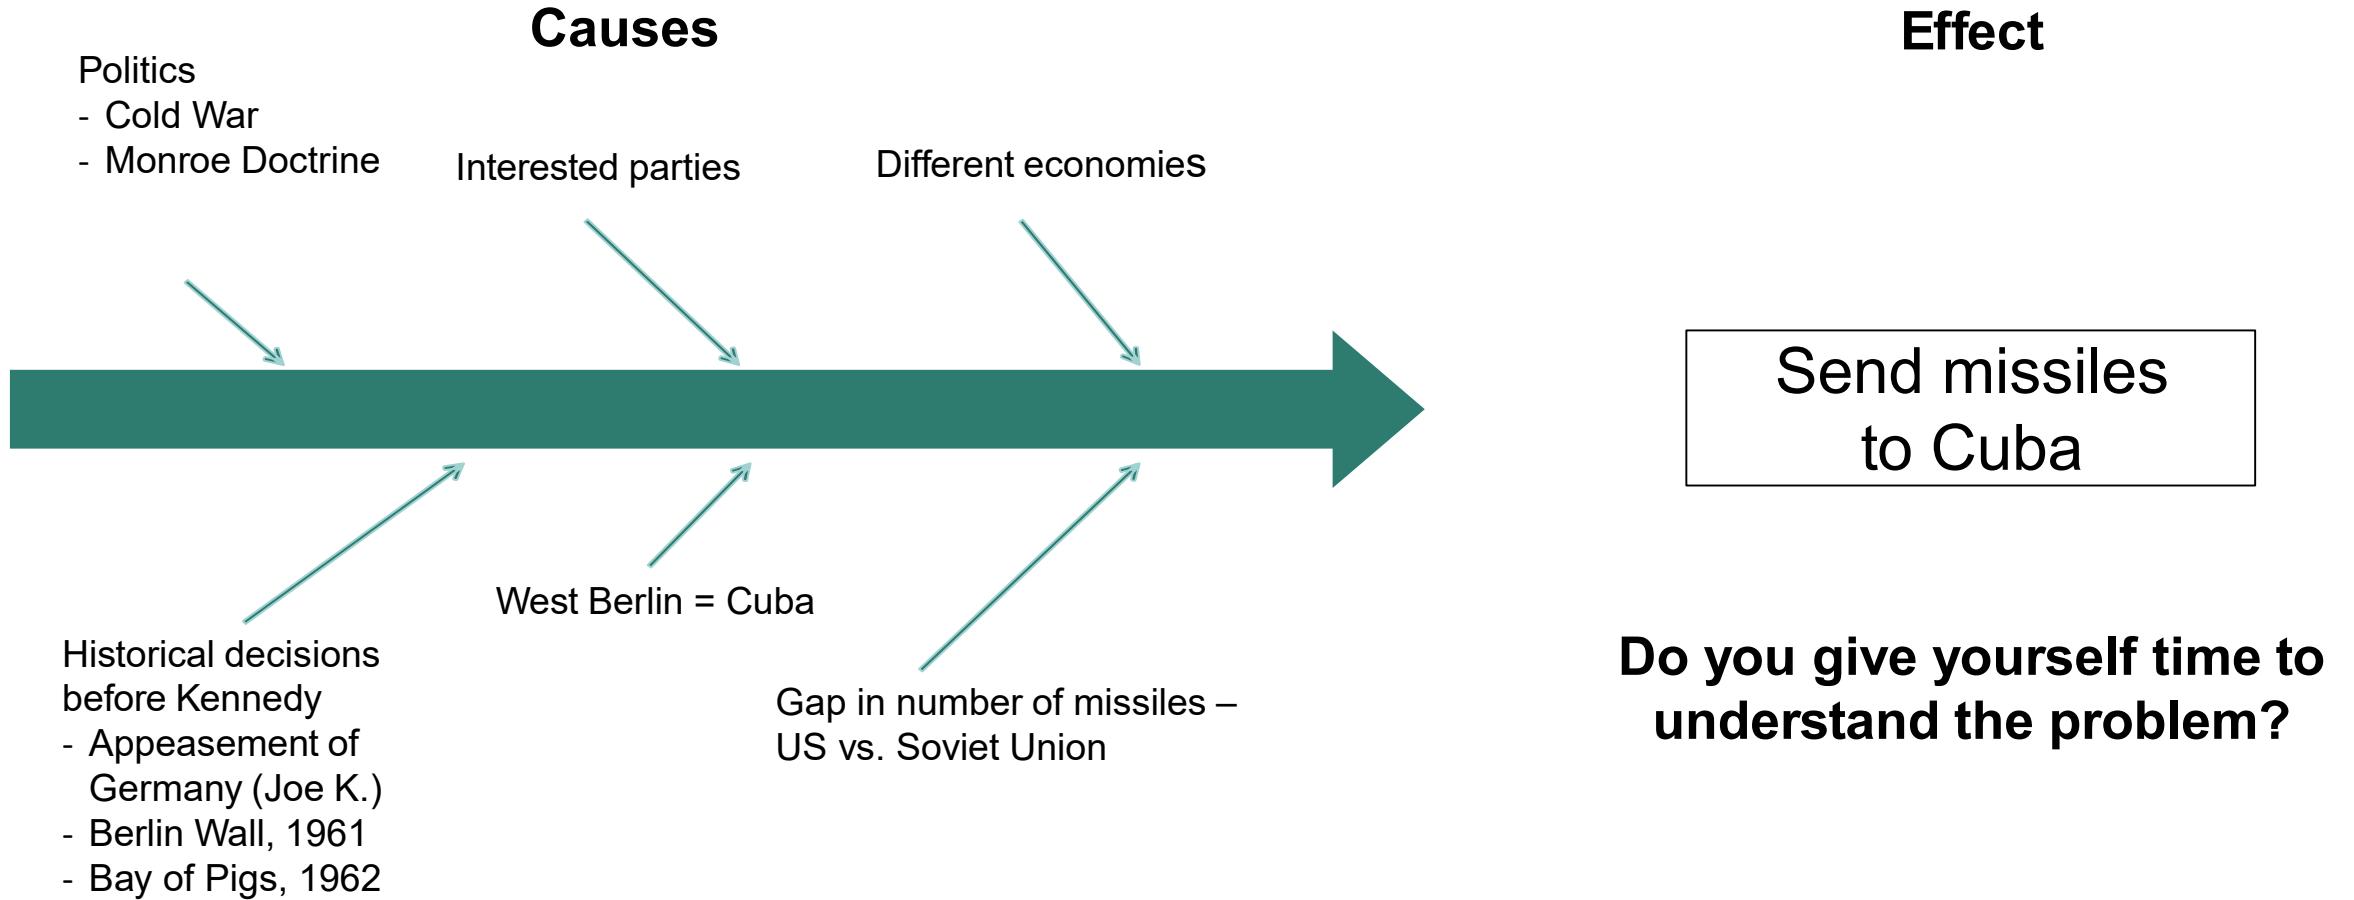 Causes
Effect
Politics
- Cold War
- Monroe Doctrine
Interested parties
Different economies
Send missiles
to Cuba
West Berlin = Cuba
Historical decisions
before Kennedy
- Appeasement of
Germany (Joe K.)
- Berlin Wall, 1961
- Bay of Pigs, 1962
Gap in number of missiles –
US vs. Soviet Union
Do you give yourself time to
understand the problem?